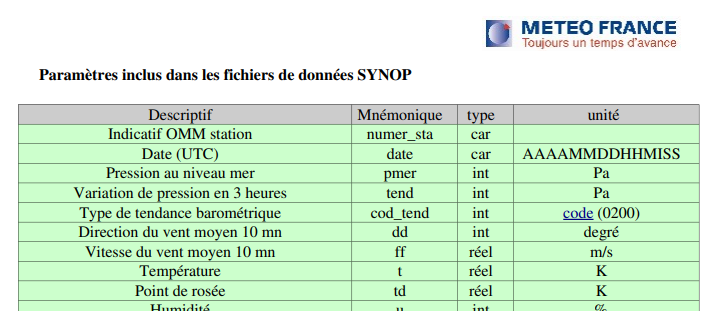 METEO FRANCE
Toujours un temps d'avance
Paramètres inclus dans les fichiers de données SYNOP
Descriptif Mnémonique type unité
Indicatif OMM station numer_sta car
Date (UTC) date car AAAAMMDDHHMISS
Pression au niveau mer pmer int Pa
Variation de pression en 3 heures tend int Pa
Type de tendance barométrique cod_tend int code (0200)
Direction du vent moyen 10 mn dd int degré
Vitesse du vent moyen 10 mn ff réel m/s
Température t réel K
Point de rosée td réel K
Humidité u int %